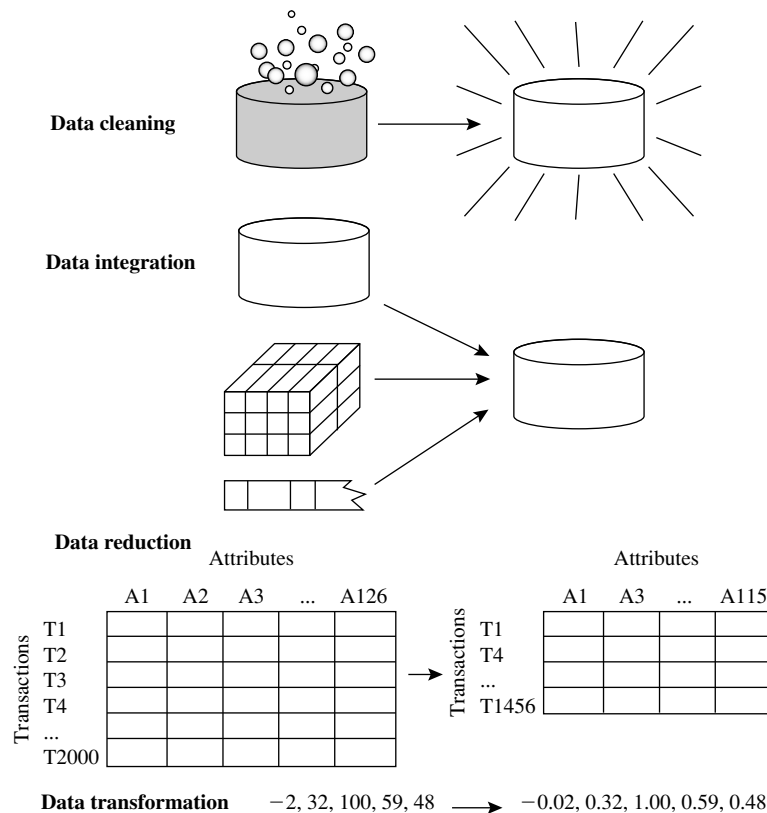 Data cleaning
Data integration
Data reduction
Attributes
A1 A2 A3 ... A126
Transactions
T1
T2
T3
T4
...
T2000
Attributes
A1 A3 ... A115
Transactions
T1
T4
...
T1456
Data transformation −2, 32, 100, 59, 48 −0.02, 0.32, 1.00, 0.59, 0.48